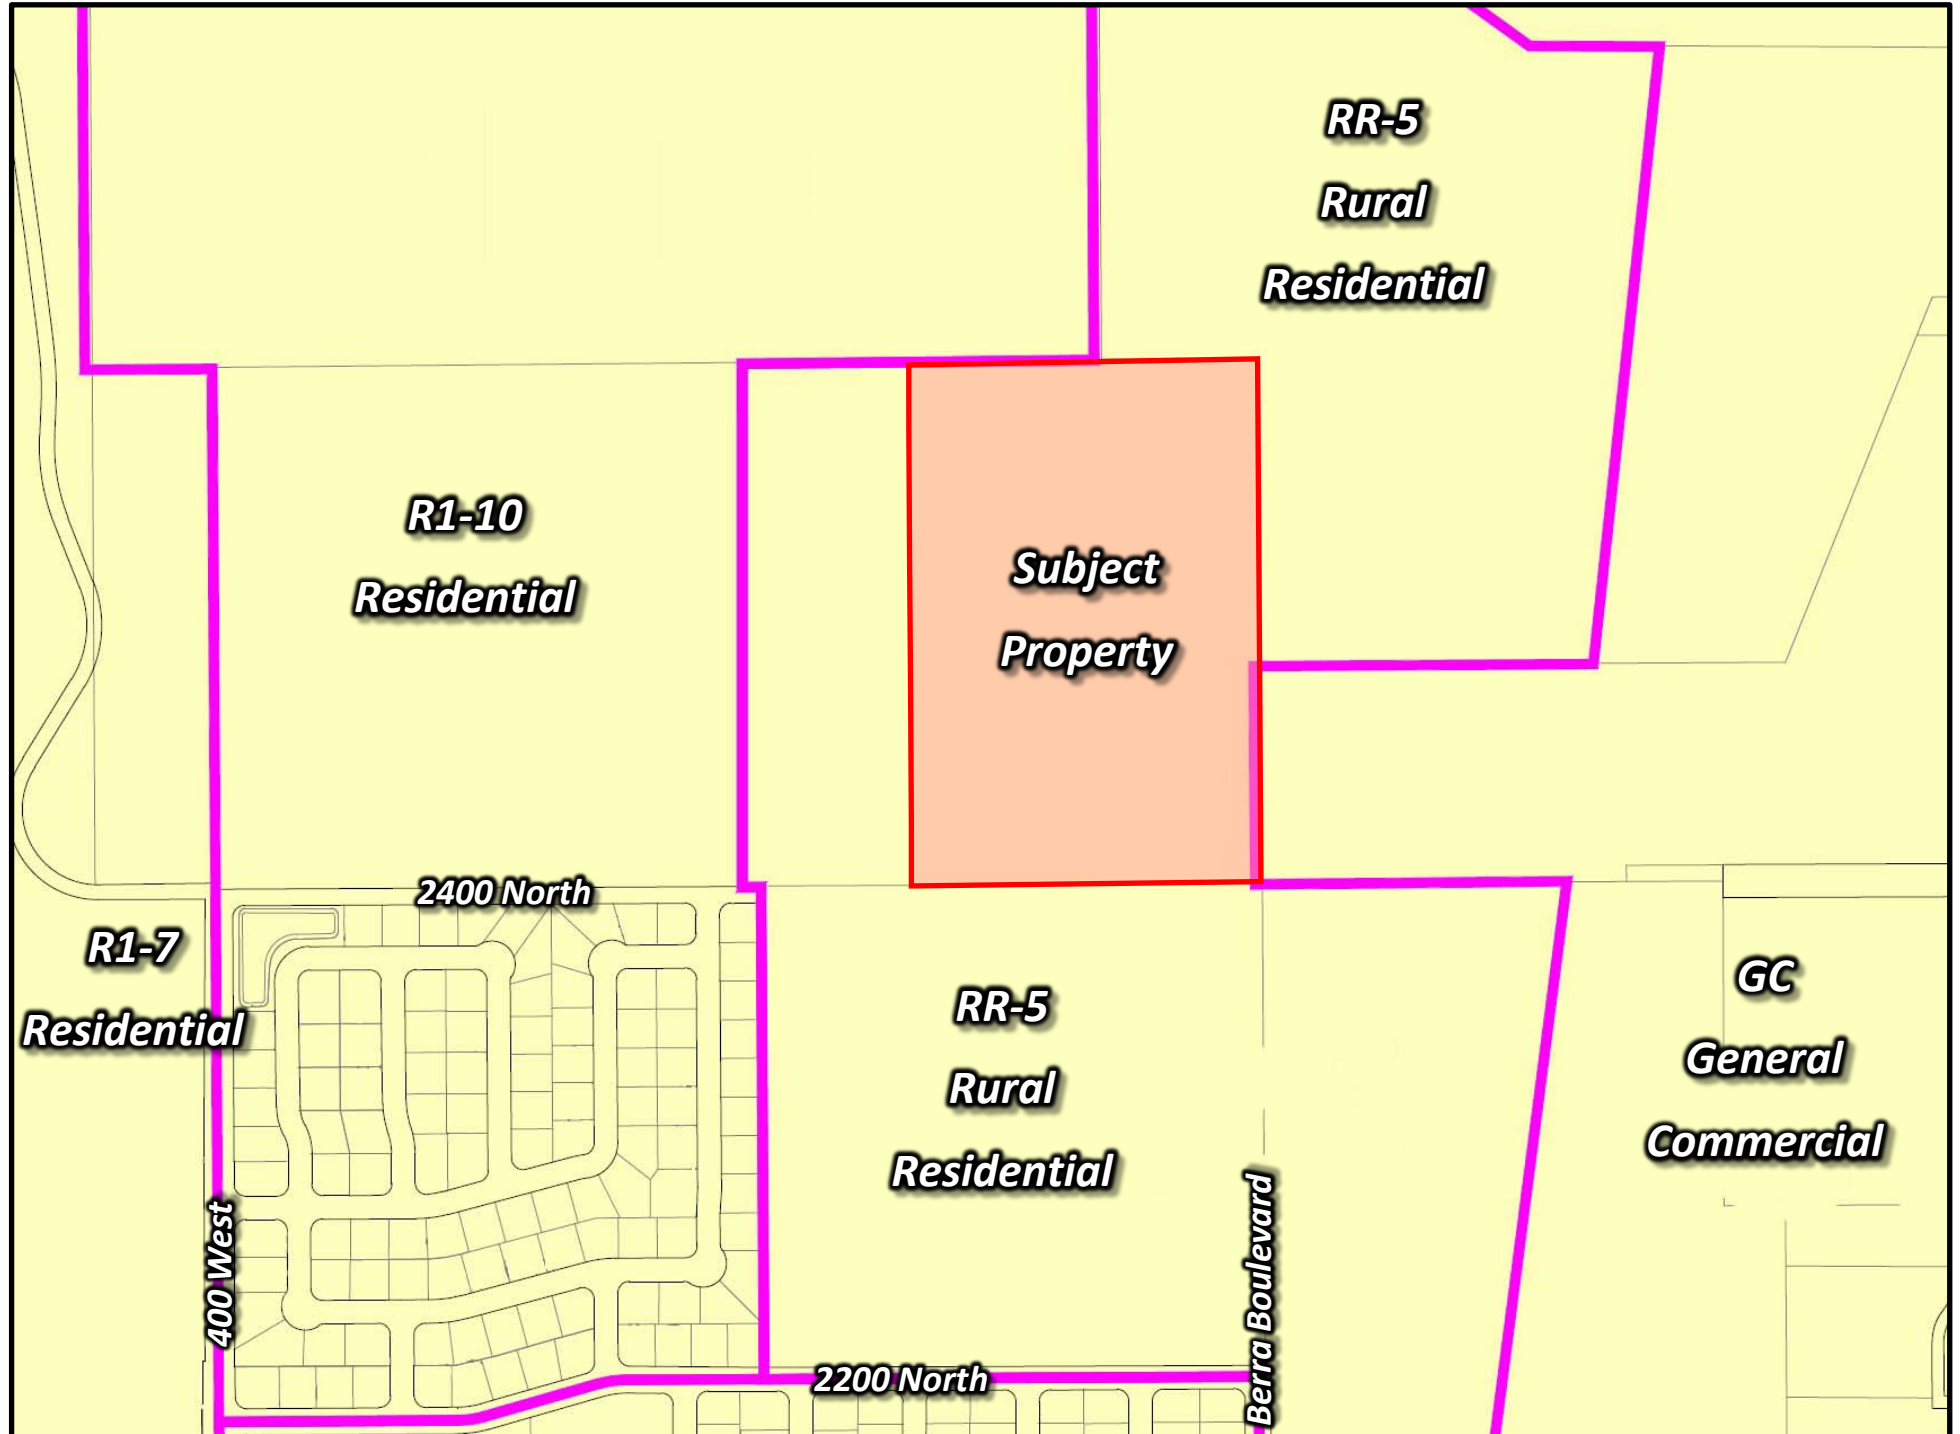 RR-5
Rural
Residential
R1-10
Residential
Subject
Property
2400 North
R1-7
Residential
RR-5
Rural
Residential
GC
General
Commercial
400 West
Berra Boulevard
2200 North